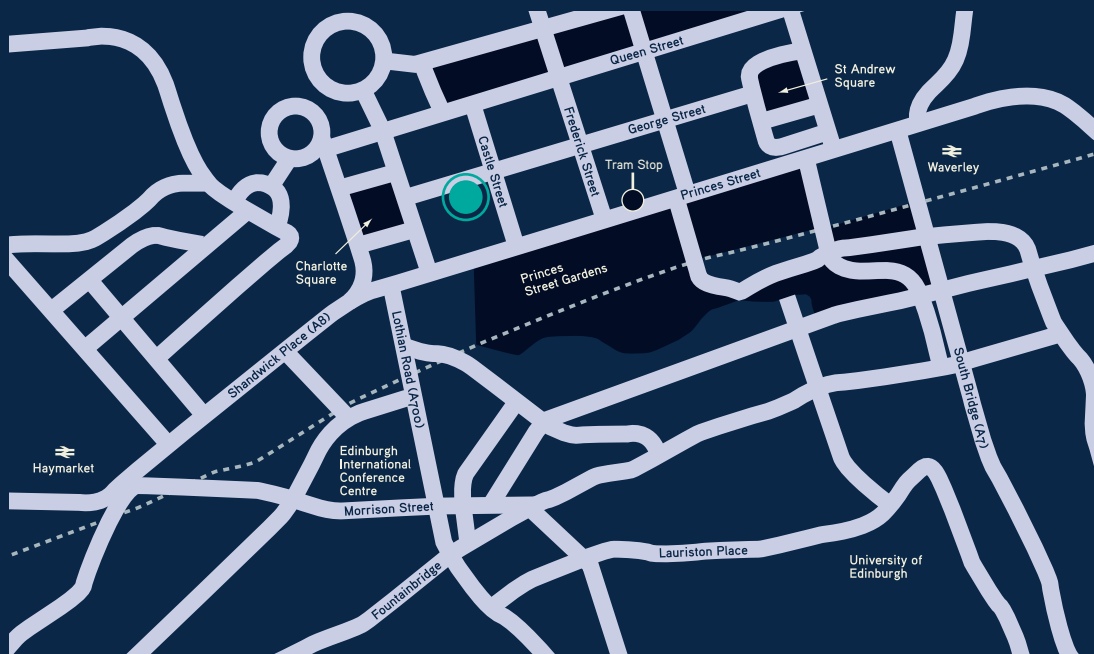 Queen Street
St Andrew
Square
George Street
Frederick Street
Castle Street
Tram Stop
Waverley
Princes Street
Charlotte
Square
Princes
Street Gardens
Lothian Road (A700)
Shandwick Place (A8)
South Bridge (A7)
Haymarket
Edinburgh
International
Conference
Centre
Morrison Street
Lauriston Place
University of
Edinburgh
Fountainbridge